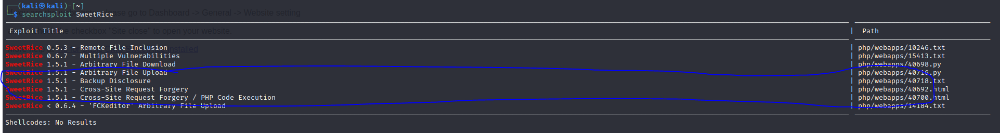 ┌──(kali㉿kali)-[~]
└─$ searchsploit SweetRice
please go to Dashboard -> General -> Website setting
checkbox "Site close" to open your website.
Exploit Title | Path
installed
SweetRice 0.5.3 - Remote File Inclusion | php/webapps/10246.txt
SweetRice 0.6.7 - Multiple Vulnerabilities | php/webapps/15413.txt
SweetRice 1.5.1 - Arbitrary File Download | php/webapps/40698.py
SweetRice 1.5.1 - Arbitrary File Upload | php/webapps/40716.py
SweetRice 1.5.1 - Backup Disclosure | php/webapps/40718.txt
SweetRice 1.5.1 - Cross-Site Request Forgery | php/webapps/40692.html
SweetRice 1.5.1 - Cross-Site Request Forgery / PHP Code Execution | php/webapps/40700.html
SweetRice < 0.6.4 - 'FCKeditor' Arbitrary File Upload | php/webapps/14184.txt
Shellcodes: No Results